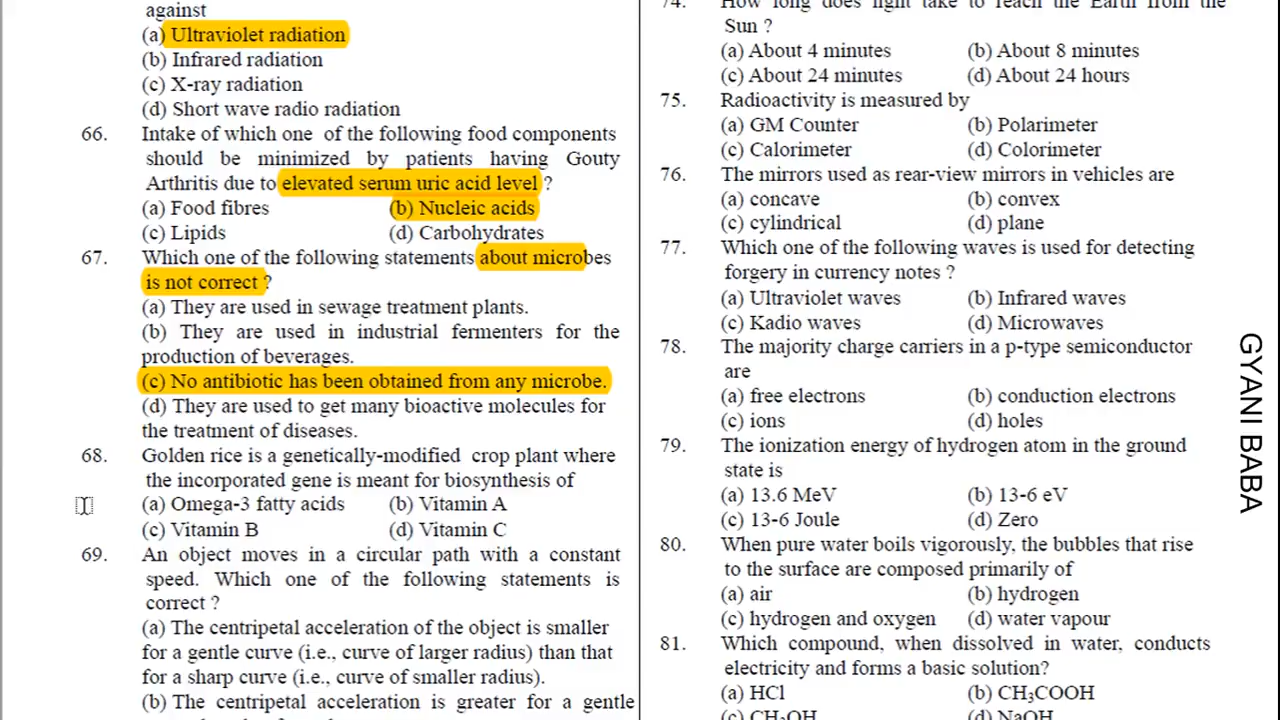 against
(a) Ultraviolet radiation
(b) Infrared radiation
(c) X-ray radiation
(d) Short wave radio radiation
66. Intake of which one of the following food components
should be minimized by patients having Gouty
Arthritis due to elevated serum uric acid level ?
(a) Food fibres (b) Nucleic acids
(c) Lipids (d) Carbohydrates
67. Which one of the following statements about microbes
is not correct ?
(a) They are used in sewage treatment plants.
(b) They are used in industrial fermenters for the
production of beverages.
(c) No antibiotic has been obtained from any microbe.
(d) They are used to get many bioactive molecules for
the treatment of diseases.
68. Golden rice is a genetically-modified crop plant where
the incorporated gene is meant for biosynthesis of
(a) Omega-3 fatty acids (b) Vitamin A
(c) Vitamin B (d) Vitamin C
69. An object moves in a circular path with a constant
speed. Which one of the following statements is
correct ?
(a) The centripetal acceleration of the object is smaller
for a gentle curve (i.e., curve of larger radius) than that
for a sharp curve (i.e., curve of smaller radius).
(b) The centripetal acceleration is greater for a gentle
74. How long does light take to reach the Earth from the
Sun ?
(a) About 4 minutes (b) About 8 minutes
(c) About 24 minutes (d) About 24 hours
75. Radioactivity is measured by
(a) GM Counter (b) Polarimeter
(c) Calorimeter (d) Colorimeter
76. The mirrors used as rear-view mirrors in vehicles are
(a) concave (b) convex
(c) cylindrical (d) plane
77. Which one of the following waves is used for detecting
forgery in currency notes ?
(a) Ultraviolet waves (b) Infrared waves
(c) Kadio waves (d) Microwaves
78. The majority charge carriers in a p-type semiconductor
are
(a) free electrons (b) conduction electrons
(c) ions (d) holes
79. The ionization energy of hydrogen atom in the ground
state is
(a) 13.6 MeV (b) 13-6 eV
(c) 13-6 Joule (d) Zero
80. When pure water boils vigorously, the bubbles that rise
to the surface are composed primarily of
(a) air (b) hydrogen
(c) hydrogen and oxygen (d) water vapour
81. Which compound, when dissolved in water, conducts
electricity and forms a basic solution?
(a) HCl (b) CH₃COOH
(c) CH₃OH (d) NaOH
GYANI BABA